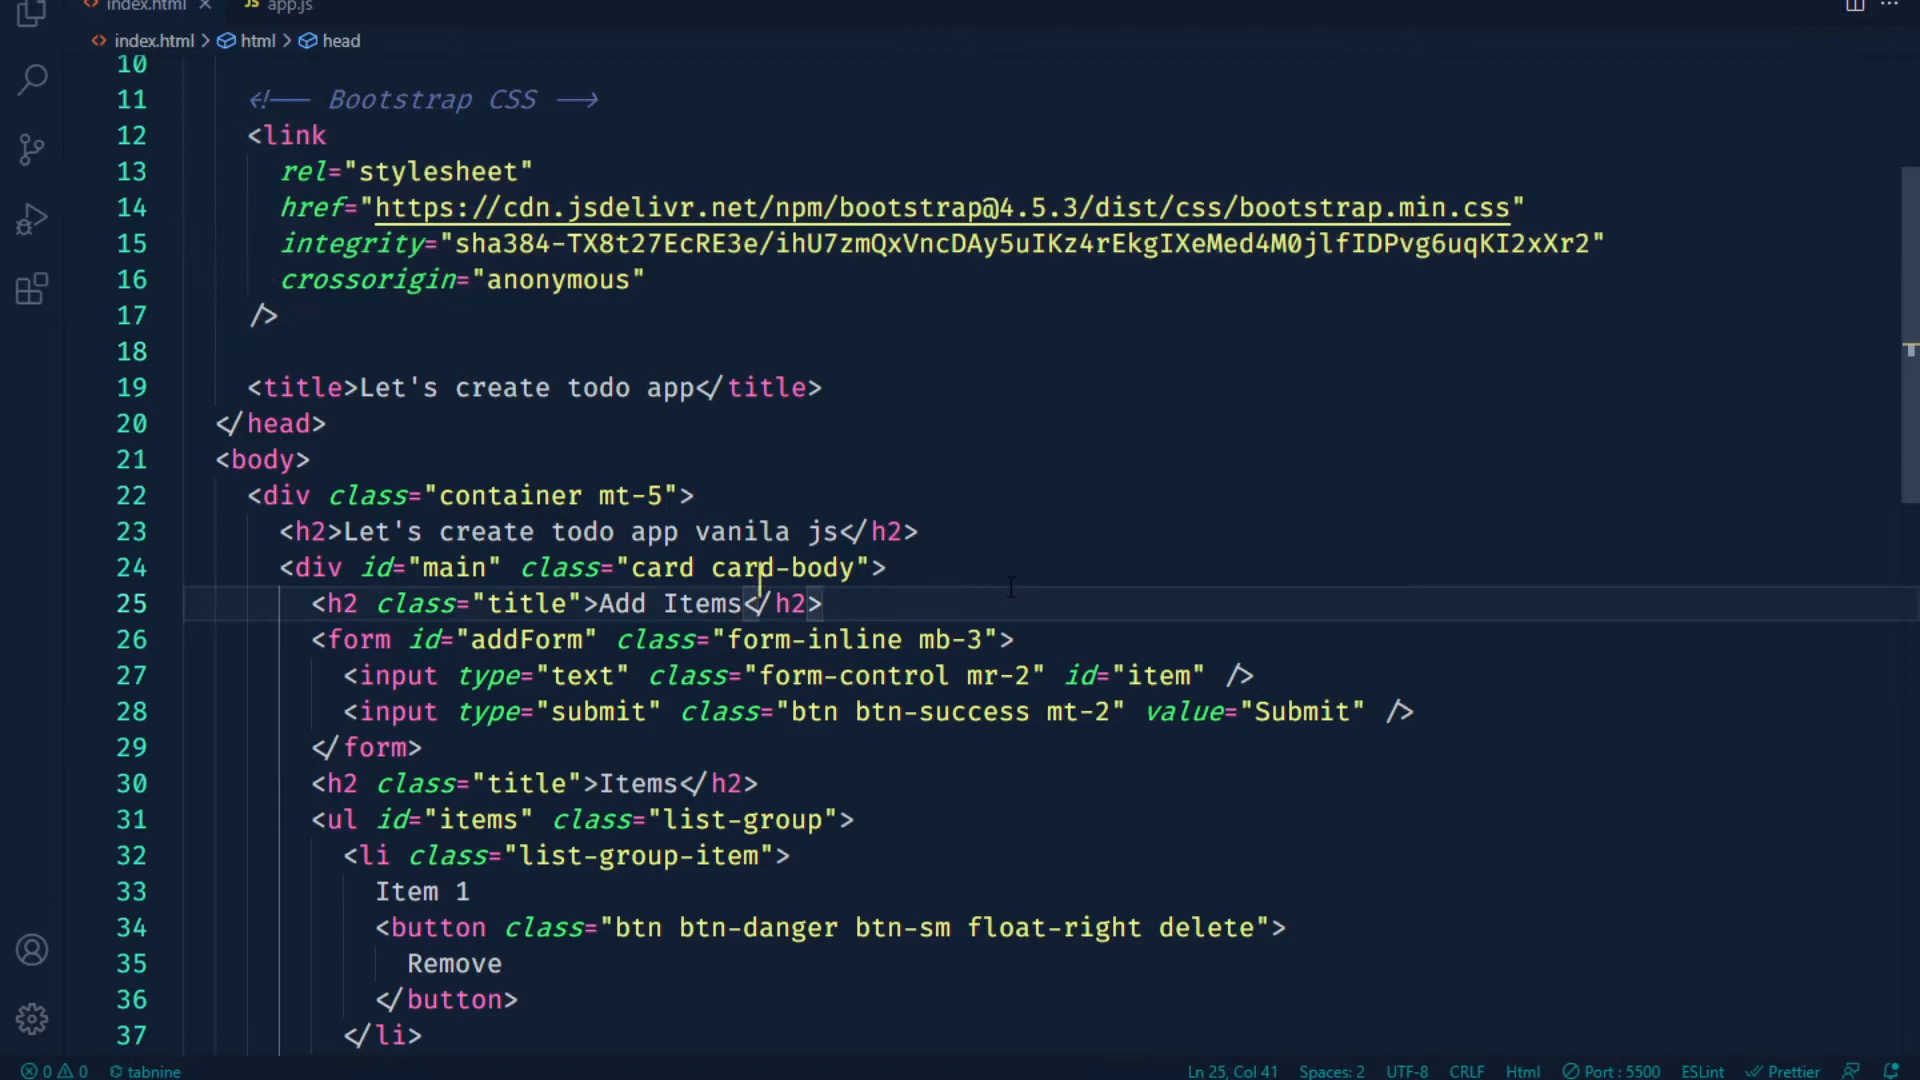 index.html × JS app.js
index.html > html > head
10
11 <!-- Bootstrap CSS -->
12 <link
13 rel="stylesheet"
14 href="https://cdn.jsdelivr.net/npm/bootstrap@4.5.3/dist/css/bootstrap.min.css"
15 integrity="sha384-TX8t27EcRE3e/ihU7zmQxVncDAy5uIKz4rEkgIXeMed4M0jlfIDPvg6uqKI2xXr2"
16 crossorigin="anonymous"
17 />
18
19 <title>Let's create todo app</title>
20 </head>
21 <body>
22 <div class="container mt-5">
23 <h2>Let's create todo app vanila js</h2>
24 <div id="main" class="card card-body">
25 <h2 class="title">Add Items</h2>
26 <form id="addForm" class="form-inline mb-3">
27 <input type="text" class="form-control mr-2" id="item" />
28 <input type="submit" class="btn btn-success mt-2" value="Submit" />
29 </form>
30 <h2 class="title">Items</h2>
31 <ul id="items" class="list-group">
32 <li class="list-group-item">
33 Item 1
34 <button class="btn btn-danger btn-sm float-right delete">
35 Remove
36 </button>
37 </li>
0 0 tabnine Ln 25, Col 41 Spaces: 2 UTF-8 CRLF Html Port : 5500 ESLint Prettier